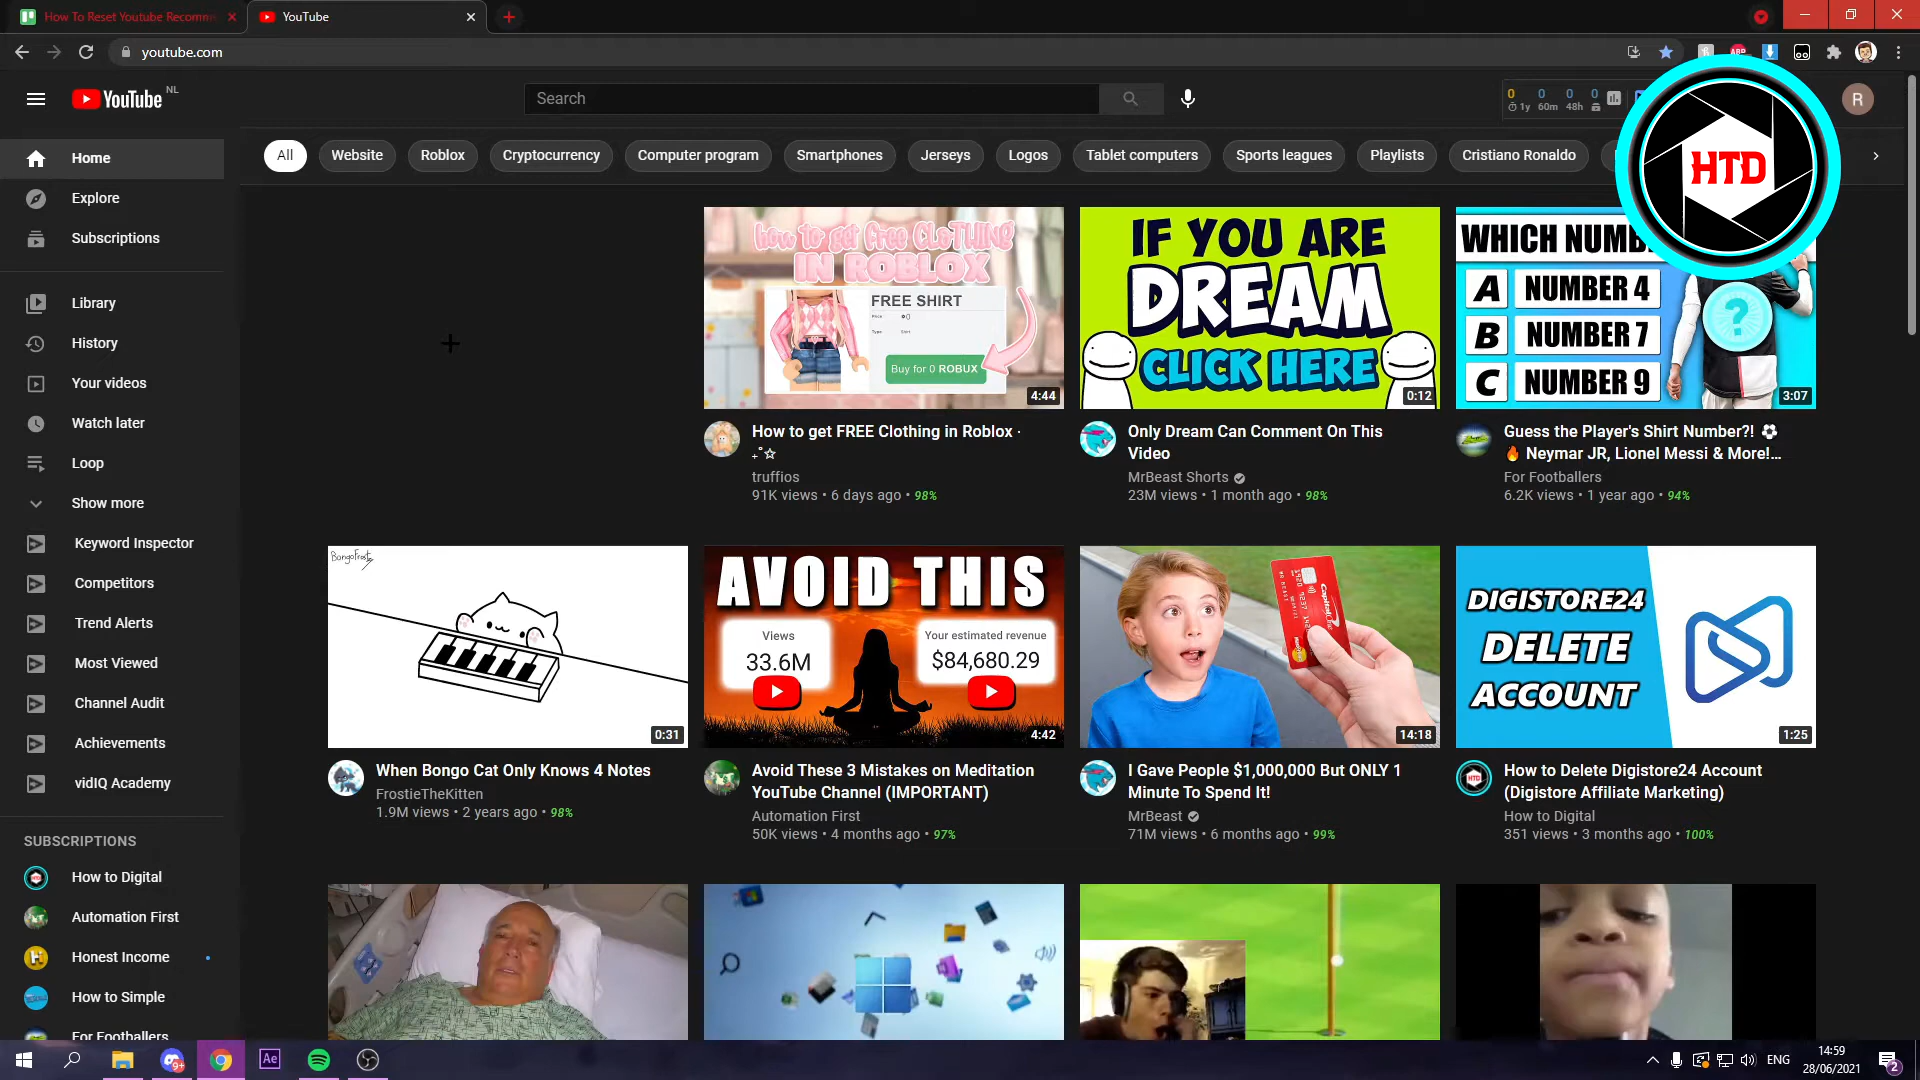 How To Reset Youtube Recomm
YouTube
youtube.com
YouTube NL
Search
0 0 0 0
1y 60m 48h
R
HTD
Home
Explore
Subscriptions
Library
History
Your videos
Watch later
Loop
Show more
Keyword Inspector
Competitors
Trend Alerts
Most Viewed
Channel Audit
Achievements
vidIQ Academy
SUBSCRIPTIONS
How to Digital
Automation First
Honest Income
How to Simple
For Footballers
All
Website
Roblox
Cryptocurrency
Computer program
Smartphones
Jerseys
Logos
Tablet computers
Sports leagues
Playlists
Cristiano Ronaldo
how to get free CLOTHING
IN ROBLOX
FREE SHIRT
Buy for 0 ROBUX
4:44
How to get FREE Clothing in Roblox ·
₊˚☆
truffios
91K views • 6 days ago • 98%
IF YOU ARE
DREAM
CLICK HERE
0:12
Only Dream Can Comment On This
Video
MrBeast Shorts
23M views • 1 month ago • 98%
WHICH NUMB
A NUMBER 4
B NUMBER 7
C NUMBER 9
?
3:07
Guess the Player's Shirt Number?! ⚽
🔥 Neymar JR, Lionel Messi & More!...
For Footballers
6.2K views • 1 year ago • 94%
BongoFrostie
0:31
When Bongo Cat Only Knows 4 Notes
FrostieTheKitten
1.9M views • 2 years ago • 98%
AVOID THIS
Views
33.6M
Your estimated revenue
$84,680.29
4:42
Avoid These 3 Mistakes on Meditation
YouTube Channel (IMPORTANT)
Automation First
50K views • 4 months ago • 97%
14:18
I Gave People $1,000,000 But ONLY 1
Minute To Spend It!
MrBeast
71M views • 6 months ago • 99%
DIGISTORE24
DELETE
ACCOUNT
1:25
How to Delete Digistore24 Account
(Digistore Affiliate Marketing)
How to Digital
351 views • 3 months ago • 100%
9+
Ae
ENG
14:59
28/06/2021
2